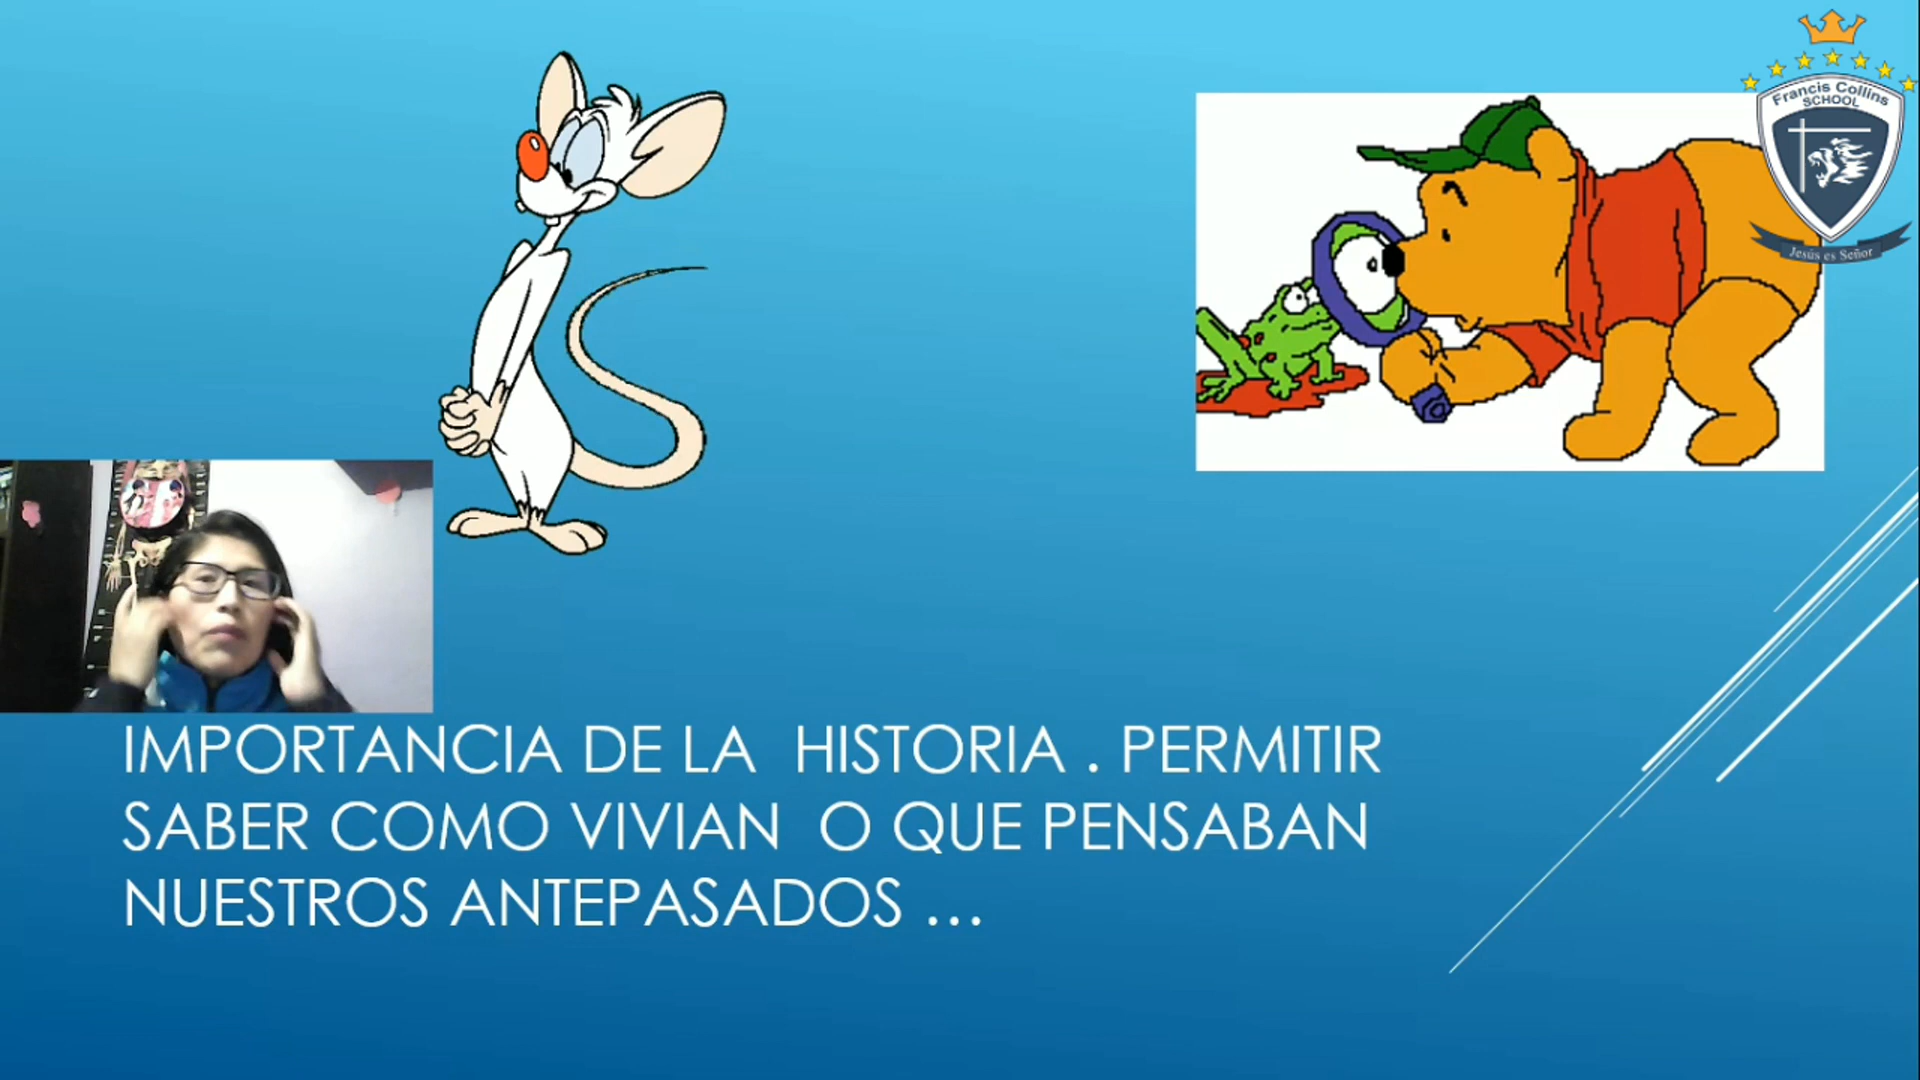 Francis Collins
SCHOOL
Jesús es Señor
IMPORTANCIA DE LA HISTORIA . PERMITIR
SABER COMO VIVIAN O QUE PENSABAN
NUESTROS ANTEPASADOS ...